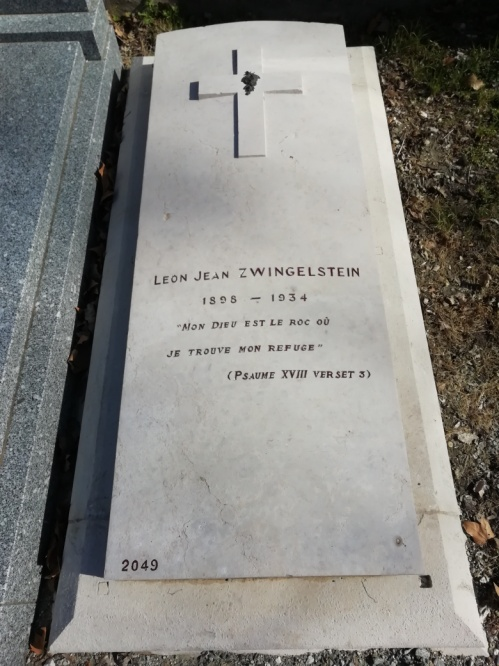 LEON JEAN ZWINGELSTEIN
1898 - 1934
"MON DIEU EST LE ROC OÙ
JE TROUVE MON REFUGE"
(PSAUME XVIII VERSET 3)
2049